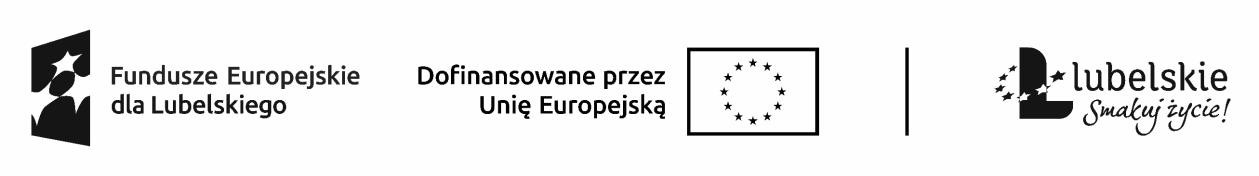 Fundusze Europejskie
dla Lubelskiego
Dofinansowane przez
Unię Europejską
lubelskie
Smakuj życie!